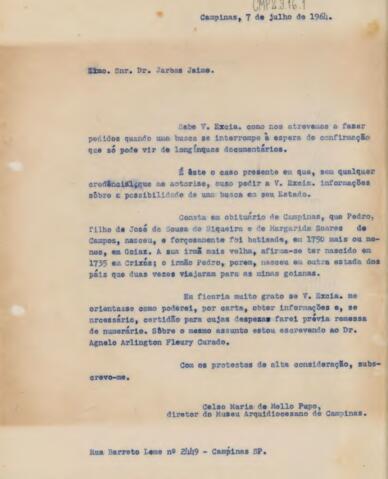 CMP2.3.16.1
Campinas, 7 de julho de 1964.
Ilmo. Snr. Dr. Jarbas Jaime.
Sabe V. Excia. como nos atrevemos a fazer
pedidos quando uma busca se interrompe à espera de confirmação
que só pode vir de longínquos documentários.
É êste o caso presente em que, sem qualquer
credencial, que me autorise, ouso pedir a V. Excia. informações
sôbre a possibilidade de uma busca em seu Estado.
Consta em obituário de Campinas, que Pedro,
filho de José de Souza de Siqueira e de Margarida Soares de
Campos, nasceu, e forçosamente foi batisado, em 1750 mais ou me-
nos, em Goiaz. A sua irmã mais velha, afirma-se ter nascido em
1735 em Crixás; o irmão Pedro, porem, nasceu em outra estada dos
pais que duas vezes viajaram para as minas goianas.
Eu ficaria muito grato se V. Excia. me
orientasse como poderei, por carta, obter informações e, se
necessário, certidão para cujas despezas farei prévia remessa
de numerário. Sôbre o mesmo assunto estou escrevendo ao Dr.
Agnelo Arlington Fleury Curado.
Com os protestos de alta consideração, subs-
crevo-me.
Celso Maria de Mello Pupo,
diretor do Museu Arquidiocesano de Campinas.
Rua Barreto Leme nº 2449 - Campinas SP.